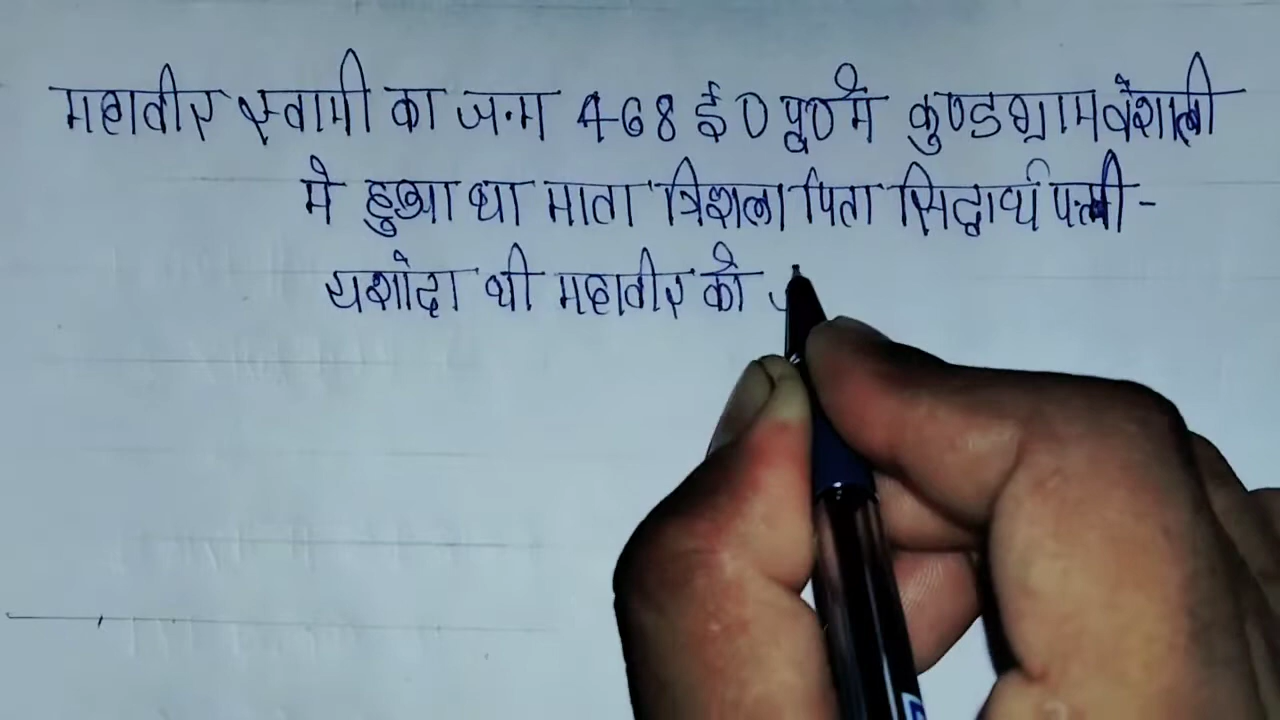 महावीर स्वामी का जन्म 468 ई0 पू0 मे कुण्डग्राम वैशाली
मे हुआ था माता त्रिशला पिता सिद्धार्थ पत्नी -
यशोदा थी महावीर को